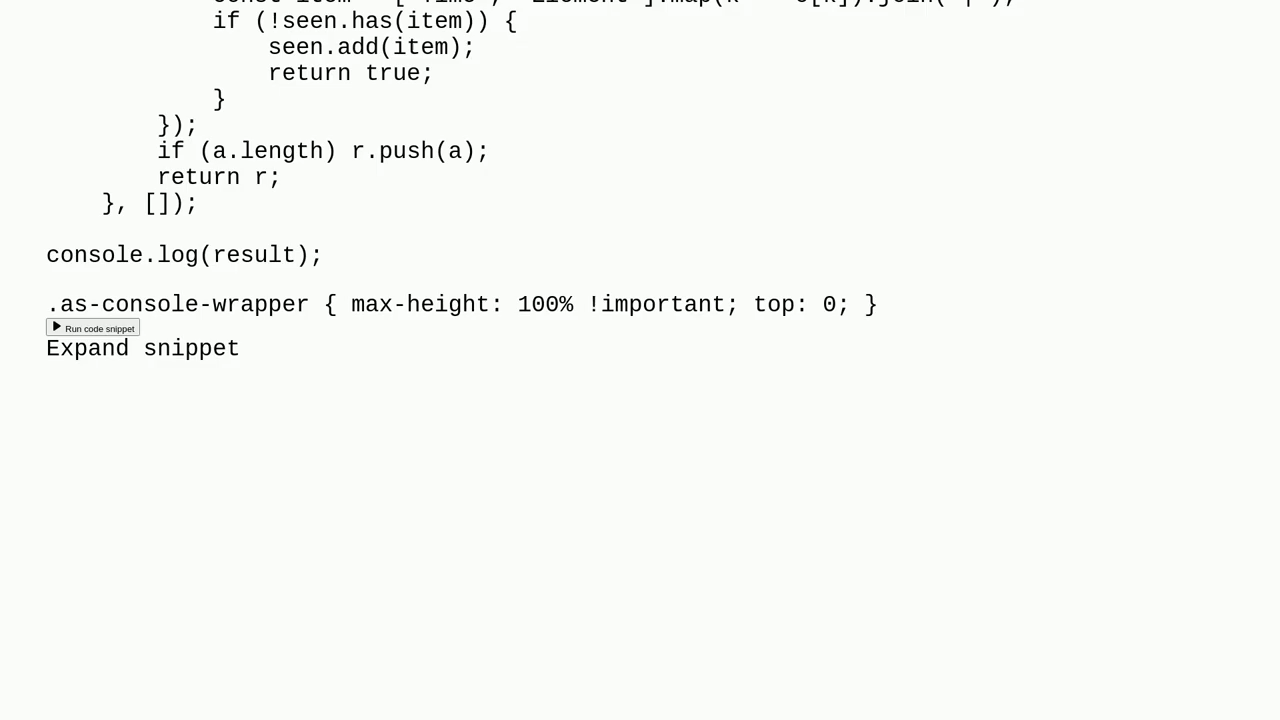 if (!seen.has(item)) {
seen.add(item);
return true;
}
});
if (a.length) r.push(a);
return r;
}, []);
console.log(result);
.as-console-wrapper { max-height: 100% !important; top: 0; }
Run code snippet
Expand snippet